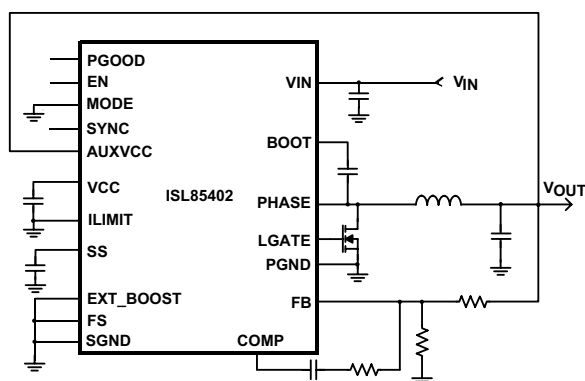 PGOOD
EN
MODE
SYNC
AUXVCC
VCC
ILIMIT
SS
EXT_BOOST
FS
SGND
ISL85402
VIN
BOOT
PHASE
LGATE
PGND
FB
COMP
VIN
VOUT